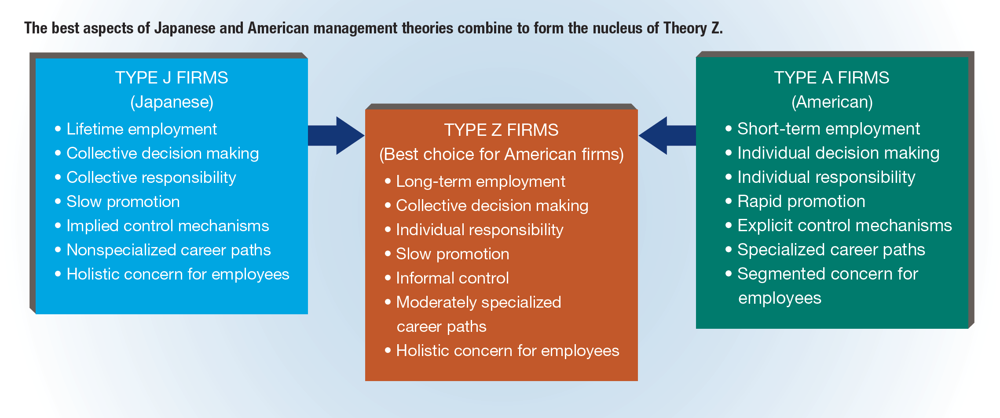 The best aspects of Japanese and American management theories combine to form the nucleus of Theory Z.
TYPE J FIRMS
(Japanese)
• Lifetime employment
• Collective decision making
• Collective responsibility
• Slow promotion
• Implied control mechanisms
• Nonspecialized career paths
• Holistic concern for employees
TYPE Z FIRMS
(Best choice for American firms)
• Long-term employment
• Collective decision making
• Individual responsibility
• Slow promotion
• Informal control
• Moderately specialized
career paths
• Holistic concern for employees
TYPE A FIRMS
(American)
• Short-term employment
• Individual decision making
• Individual responsibility
• Rapid promotion
• Explicit control mechanisms
• Specialized career paths
• Segmented concern for
employees